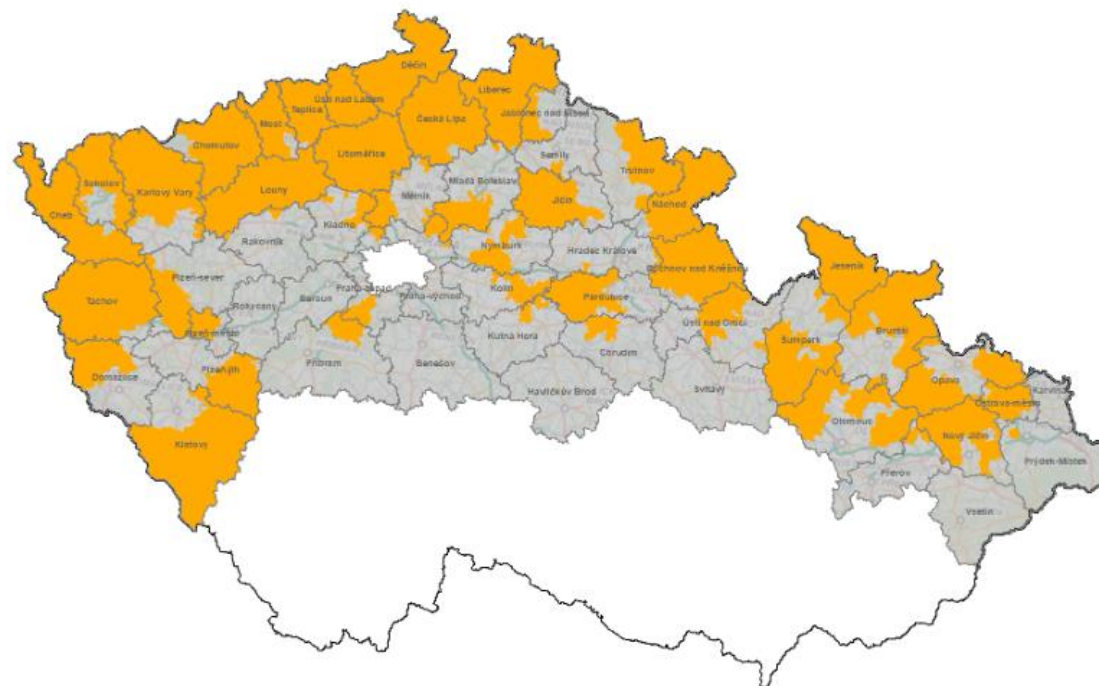 Děčín
Liberec
Ústí nad Labem
Teplice
Jablonec nad Nisou
Most
Česká Lípa
Chomutov
Litoměřice
Semily
Trutnov
Sokolov
Mladá Boleslav
Karlovy Vary
Louny
Mělník
Jičín
Náchod
Cheb
Kladno
Rakovník
Nymburk
Hradec Králové
Plzeň-sever
Rychnov nad Kněžnou
Jeseník
Tachov
Praha-západ
Praha-východ
Kolín
Pardubice
Beroun
Rokycany
Plzeň-město
Kutná Hora
Ústí nad Orlicí
Bruntál
Šumperk
Chrudim
Plzeň-jih
Příbram
Benešov
Domažlice
Opava
Karviná
Svitavy
Havlíčkův Brod
Ostrava-město
Olomouc
Nový Jičín
Klatovy
Přerov
Frýdek-Místek
Vsetín